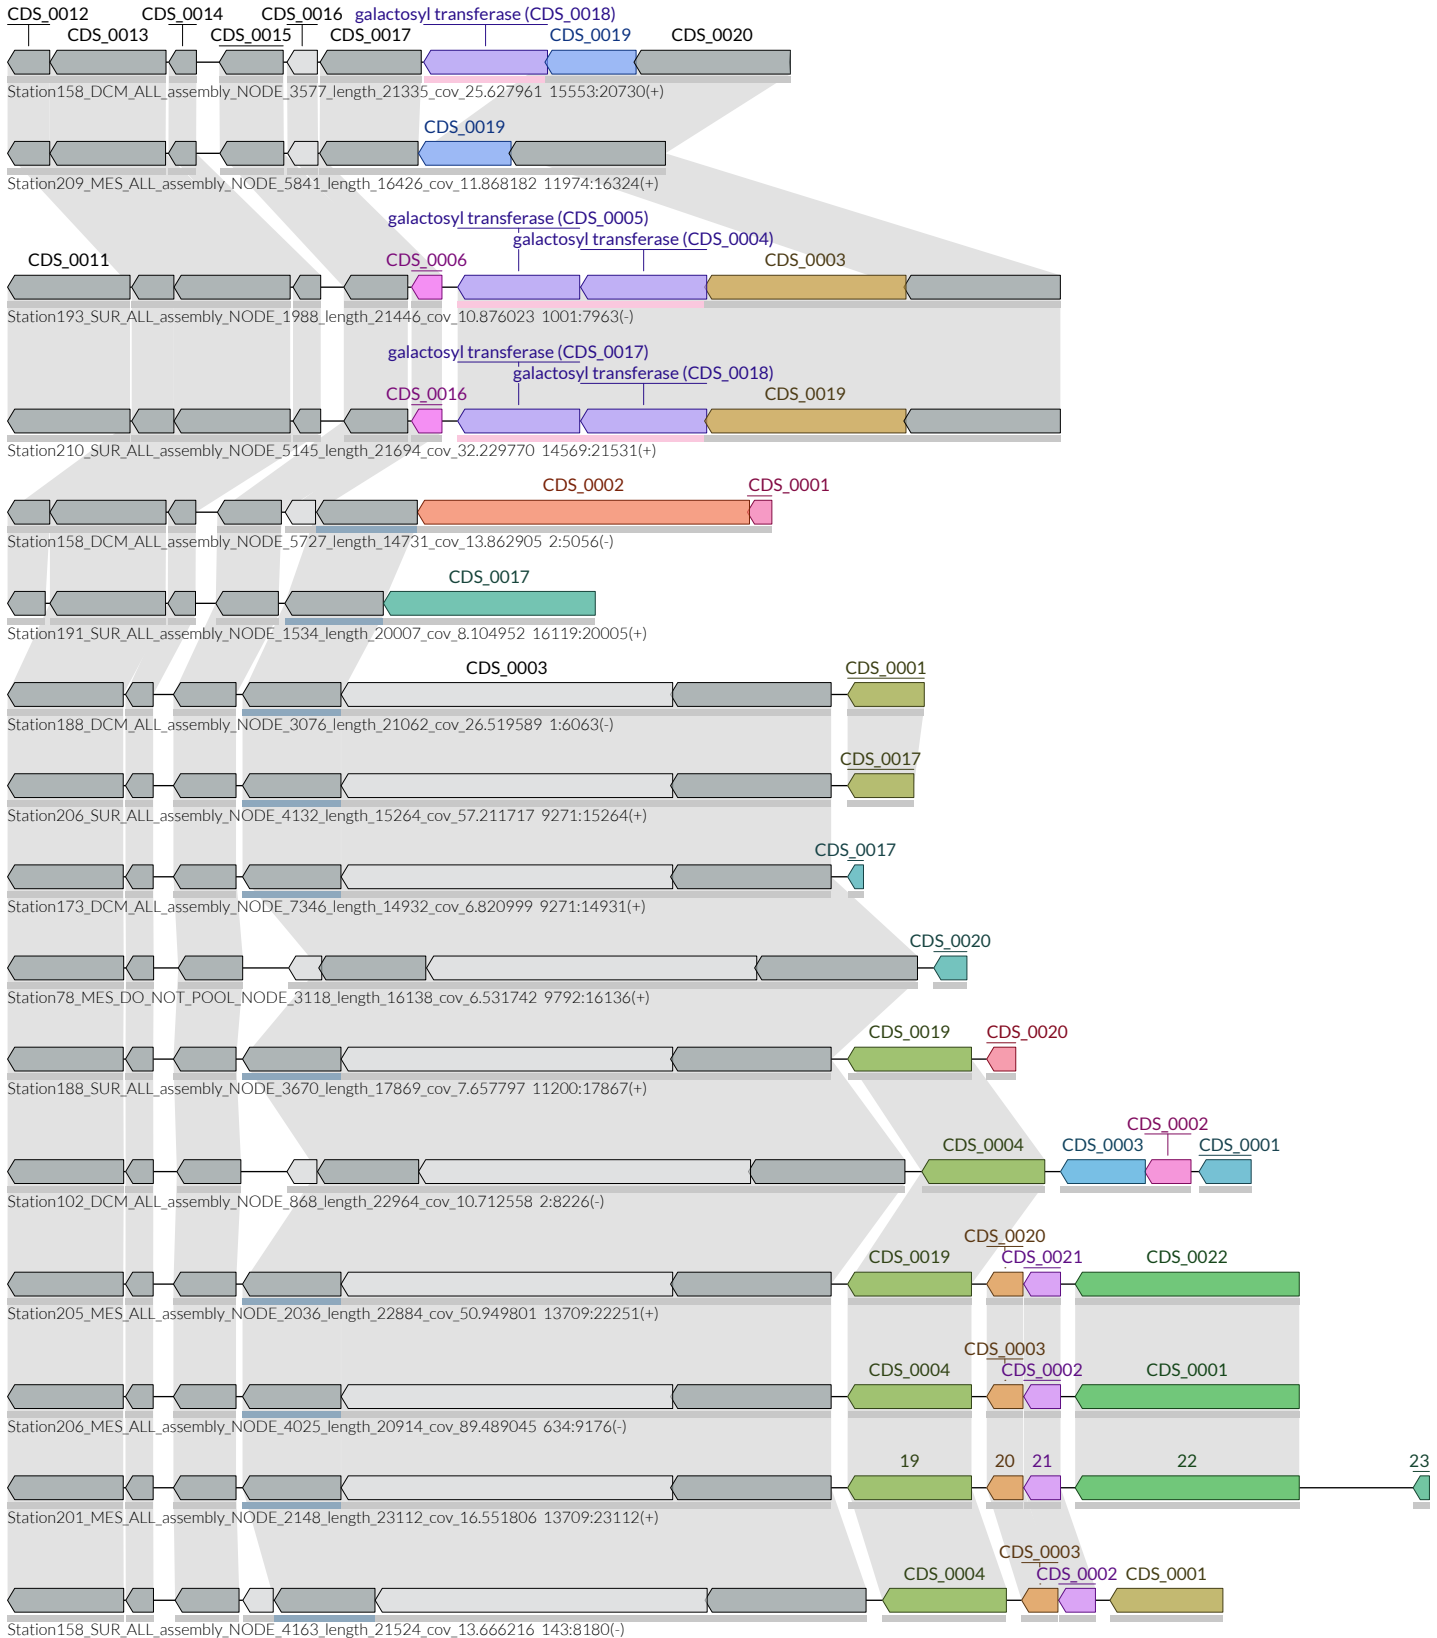 CDS_0012 CDS_0014 CDS_0016 galactosyl transferase (CDS_0018)
CDS_0013 CDS_0015 CDS_0017 CDS_0019 CDS_0020
Station158_DCM_ALL_assembly_NODE_3577_length_21335_cov_25.627961 15553:20730(+)
CDS_0019
Station209_MES_ALL_assembly_NODE_5841_length_16426_cov_11.868182 11974:16324(+)
galactosyl transferase (CDS_0005)
galactosyl transferase (CDS_0004)
CDS_0011 CDS_0006 CDS_0003
Station193_SUR_ALL_assembly_NODE_1988_length_21446_cov_10.876023 1001:7963(-)
galactosyl transferase (CDS_0017)
galactosyl transferase (CDS_0018)
CDS_0016 CDS_0019
Station210_SUR_ALL_assembly_NODE_5145_length_21694_cov_32.229770 14569:21531(+)
CDS_0002 CDS_0001
Station158_DCM_ALL_assembly_NODE_5727_length_14731_cov_13.862905 2:5056(-)
CDS_0017
Station191_SUR_ALL_assembly_NODE_1534_length_20007_cov_8.104952 16119:20005(+)
CDS_0003 CDS_0001
Station188_DCM_ALL_assembly_NODE_3076_length_21062_cov_26.519589 1:6063(-)
CDS_0017
Station206_SUR_ALL_assembly_NODE_4132_length_15264_cov_57.211717 9271:15264(+)
CDS_0017
Station173_DCM_ALL_assembly_NODE_7346_length_14932_cov_6.820999 9271:14931(+)
CDS_0020
Station78_MES_DO_NOT_POOL_NODE_3118_length_16138_cov_6.531742 9792:16136(+)
CDS_0019 CDS_0020
Station188_SUR_ALL_assembly_NODE_3670_length_17869_cov_7.657797 11200:17867(+)
CDS_0002
CDS_0004 CDS_0003 CDS_0001
Station102_DCM_ALL_assembly_NODE_868_length_22964_cov_10.712558 2:8226(-)
CDS_0020
CDS_0019 CDS_0021 CDS_0022
Station205_MES_ALL_assembly_NODE_2036_length_22884_cov_50.949801 13709:22251(+)
CDS_0003
CDS_0004 CDS_0002 CDS_0001
Station206_MES_ALL_assembly_NODE_4025_length_20914_cov_89.489045 634:9176(-)
19 20 21 22 23
Station201_MES_ALL_assembly_NODE_2148_length_23112_cov_16.551806 13709:23112(+)
CDS_0003
CDS_0004 CDS_0002 CDS_0001
Station158_SUR_ALL_assembly_NODE_4163_length_21524_cov_13.666216 143:8180(-)